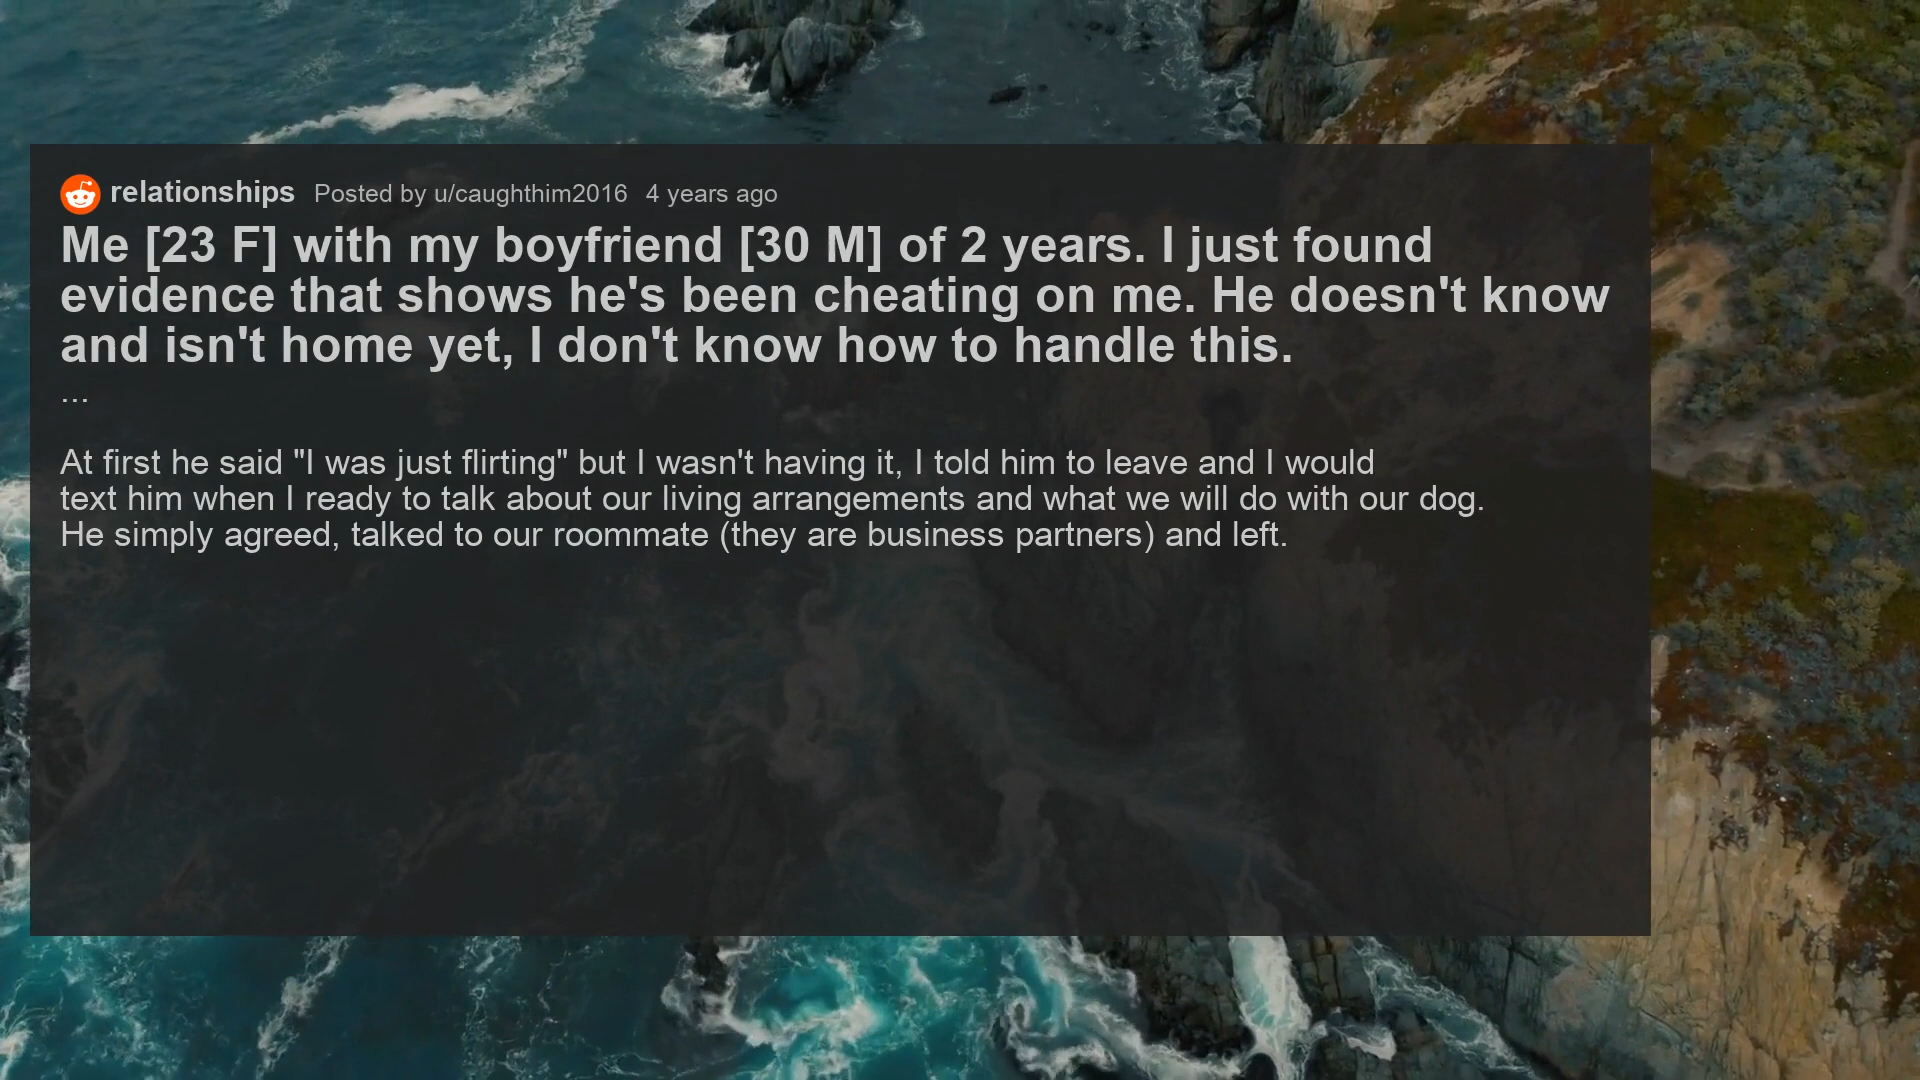 relationships Posted by u/caughthim2016 4 years ago
Me [23 F] with my boyfriend [30 M] of 2 years. I just found
evidence that shows he's been cheating on me. He doesn't know
and isn't home yet, I don't know how to handle this.
...
At first he said "I was just flirting" but I wasn't having it, I told him to leave and I would
text him when I ready to talk about our living arrangements and what we will do with our dog.
He simply agreed, talked to our roommate (they are business partners) and left.